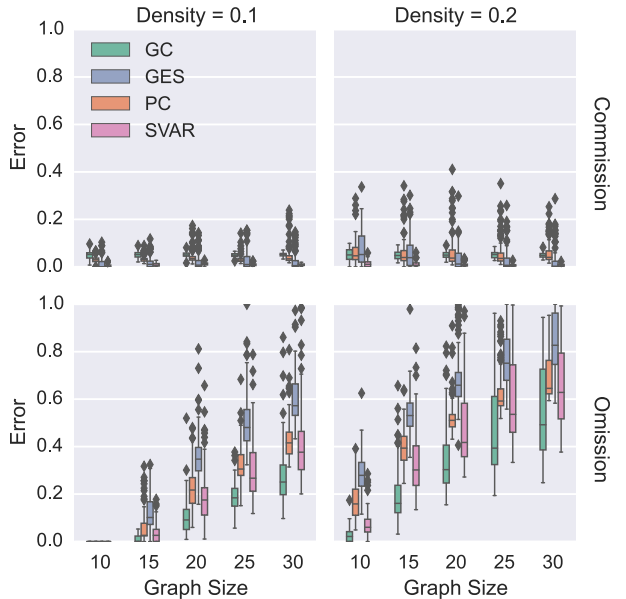 Density = 0.1
Density = 0.2
1.0
0.8
0.6
0.4
0.2
0.0
Error
GC
GES
PC
SVAR
Commission
1.0
0.8
0.6
0.4
0.2
0.0
Error
Omission
10 15 20 25 30
10 15 20 25 30
Graph Size
Graph Size